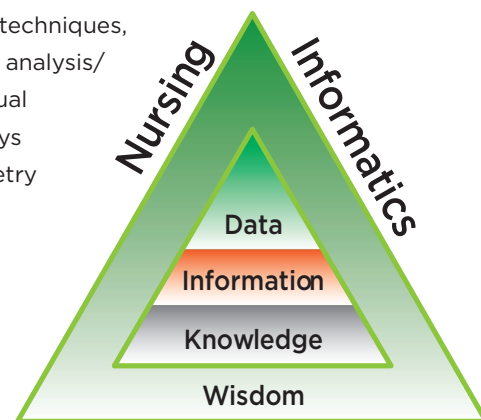 techniques,
analysis/
ual
ys
etry
Nursing
Informatics
Data
Information
Knowledge
Wisdom